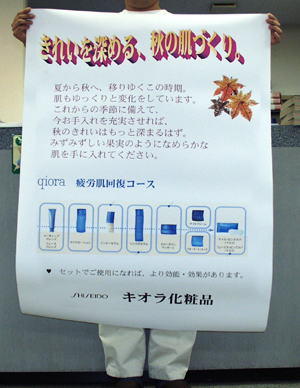 きれいを深める、秋の肌づくり。
夏から秋へ、移りゆくこの時期。
肌もゆっくりと変化をしています。
これからの季節に備えて、
今お手入れを充実させれば、
秋のきれいはもっと深まるはず。
みずみずしい果実のようになめらかな
肌を手に入れてください。
qiora 疲労肌回復コース
♥ セットでご使用になれば、より効能・効果があります。
SHISEIDO キオラ化粧品